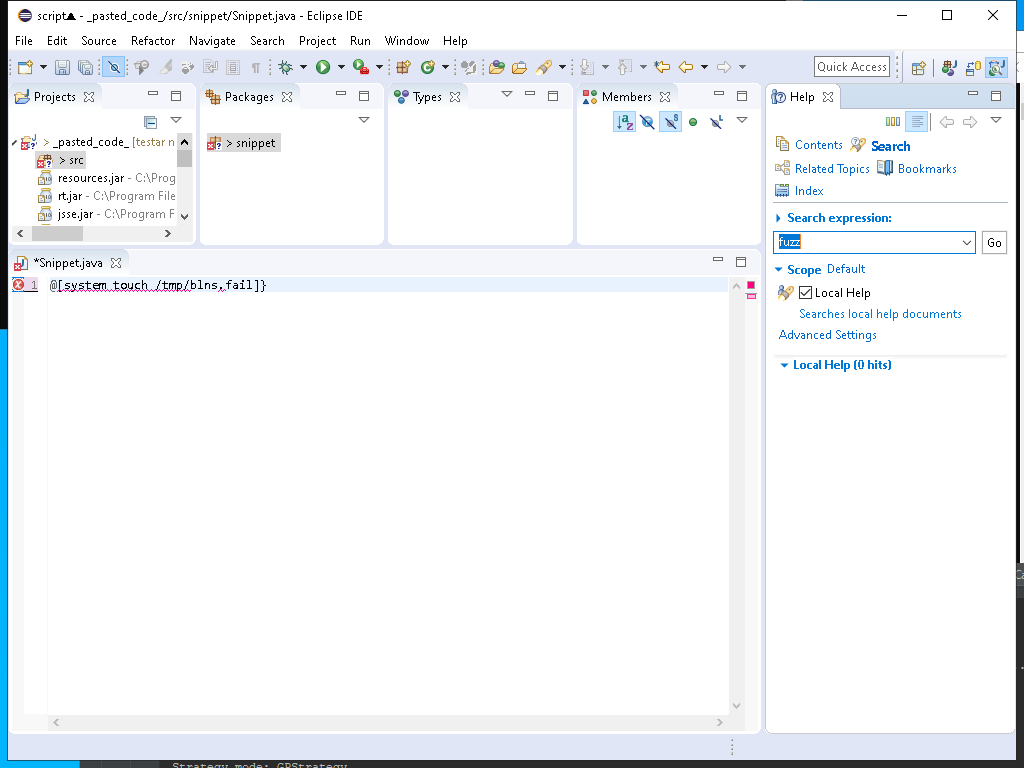 script▲ - _pasted_code_/src/snippet/Snippet.java - Eclipse IDE
File Edit Source Refactor Navigate Search Project Run Window Help
Quick Access
Projects
Packages
Types
Members
Help
> _pasted_code_ [testar n
> src
resources.jar - C:\Prog
rt.jar - C:\Program File
jsse.jar - C:\Program F
> snippet
Contents Search
Related Topics Bookmarks
Index
Search expression:
fuzz Go
Scope Default
Local Help
Searches local help documents
Advanced Settings
Local Help (0 hits)
*Snippet.java
1 @[system touch /tmp/blns.fail]}
Strategy mode: GPStrategy